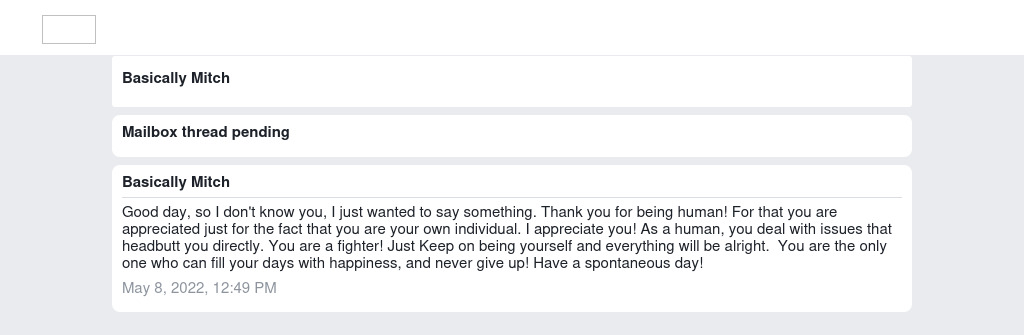 Basically Mitch
Mailbox thread pending
Basically Mitch
Good day, so I don't know you, I just wanted to say something. Thank you for being human! For that you are
appreciated just for the fact that you are your own individual. I appreciate you! As a human, you deal with issues that
headbutt you directly. You are a fighter! Just Keep on being yourself and everything will be alright.  You are the only
one who can fill your days with happiness, and never give up! Have a spontaneous day!
May 8, 2022, 12:49 PM